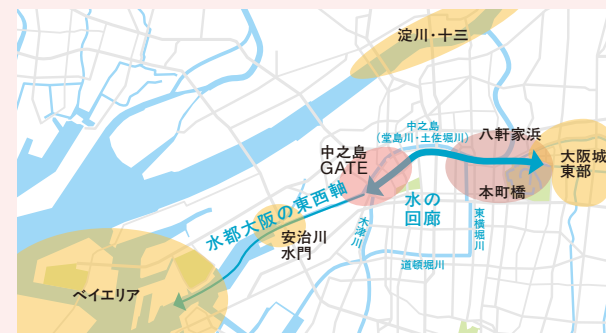 淀川・十三
中之島
(堂島川・土佐堀川)
八軒家浜
中之島
GATE
大阪城
東部
本町橋
水の
回廊
水都大阪の東西軸
安治川
水門
木津川
東横堀川
道頓堀川
ベイエリア